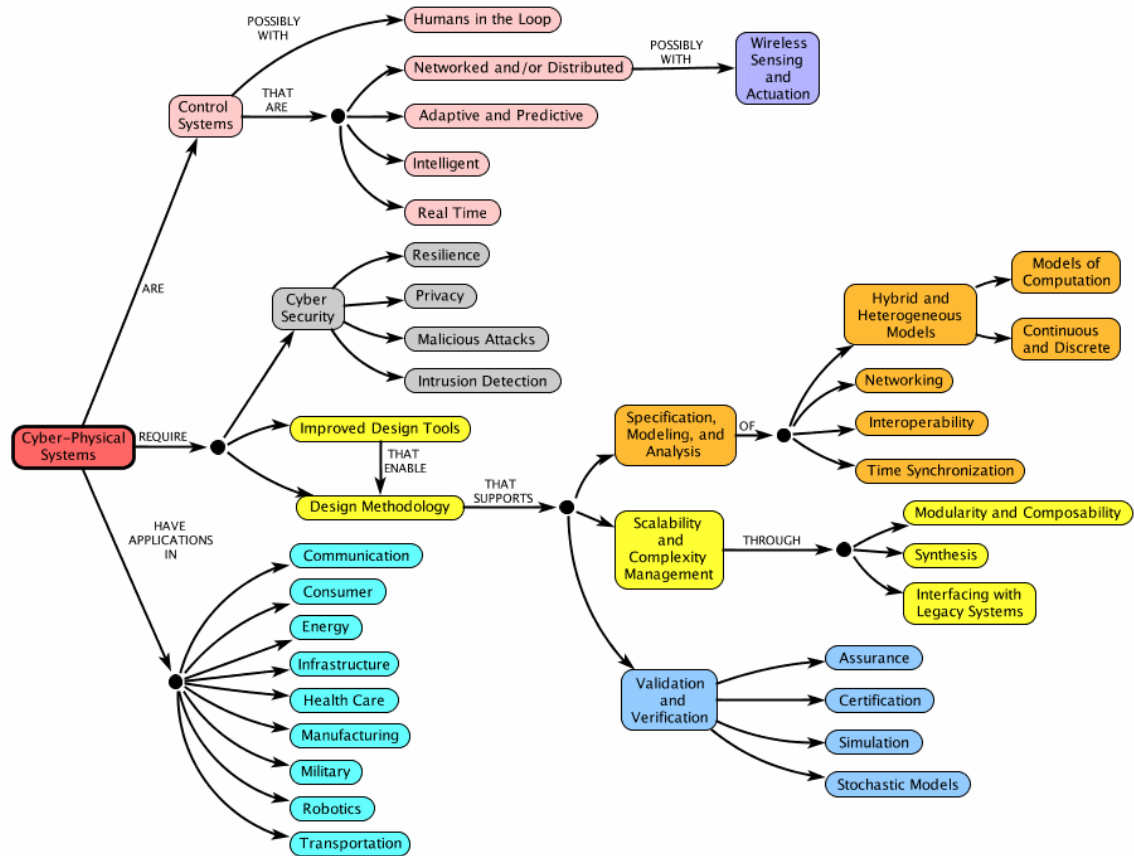 POSSIBLY
WITH
Humans in the Loop
Networked and/or Distributed
POSSIBLY
WITH
Wireless
Sensing
and
Actuation
Control
Systems
THAT
ARE
Adaptive and Predictive
Intelligent
Real Time
ARE
Cyber
Security
Resilience
Privacy
Malicious Attacks
Intrusion Detection
Cyber-Physical
Systems
REQUIRE
Improved Design Tools
THAT
ENABLE
Design Methodology
THAT
SUPPORTS
Specification,
Modeling, and
Analysis
OF
Hybrid and
Heterogeneous
Models
Models of
Computation
Continuous
and Discrete
Networking
Interoperability
Time Synchronization
Scalability
and
Complexity
Management
THROUGH
Modularity and Composability
Synthesis
Interfacing with
Legacy Systems
Validation
and
Verification
Assurance
Certification
Simulation
Stochastic Models
HAVE
APPLICATIONS
IN
Communication
Consumer
Energy
Infrastructure
Health Care
Manufacturing
Military
Robotics
Transportation